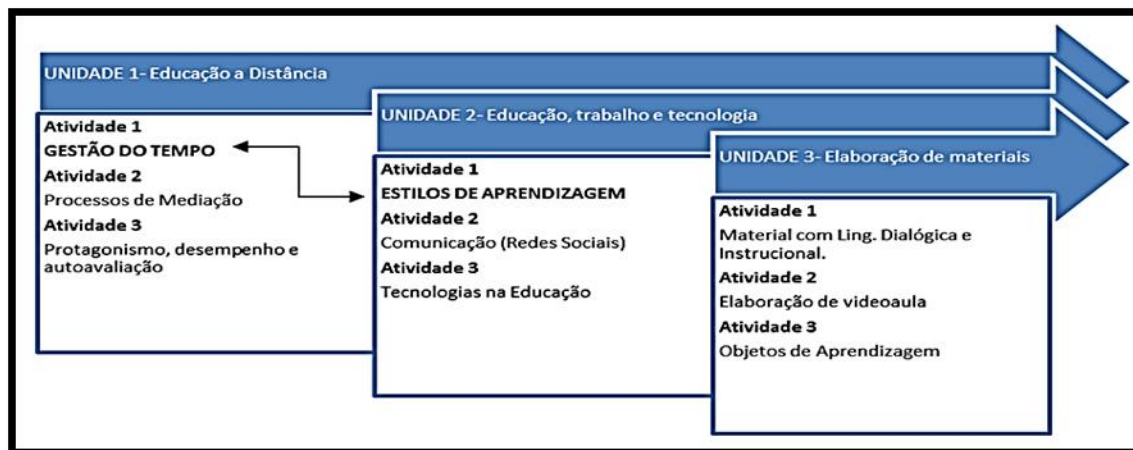 UNIDADE 1- Educação a Distância
Atividade 1
GESTÃO DO TEMPO
Atividade 2
Processos de Mediação
Atividade 3
Protagonismo, desempenho e
autoavaliação
UNIDADE 2- Educação, trabalho e tecnologia
Atividade 1
ESTILOS DE APRENDIZAGEM
Atividade 2
Comunicação (Redes Sociais)
Atividade 3
Tecnologias na Educação
UNIDADE 3- Elaboração de materiais
Atividade 1
Material com Ling. Dialógica e
Instrucional.
Atividade 2
Elaboração de videoaula
Atividade 3
Objetos de Aprendizagem